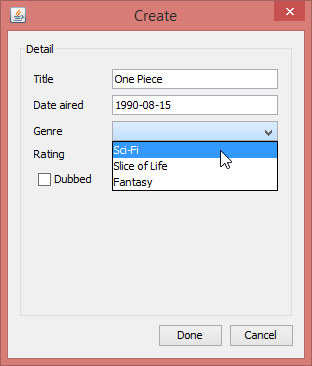 Create
Detail
Title One Piece
Date aired 1990-08-15
Genre
Sci-Fi
Rating
Slice of Life
Dubbed Fantasy
Done Cancel